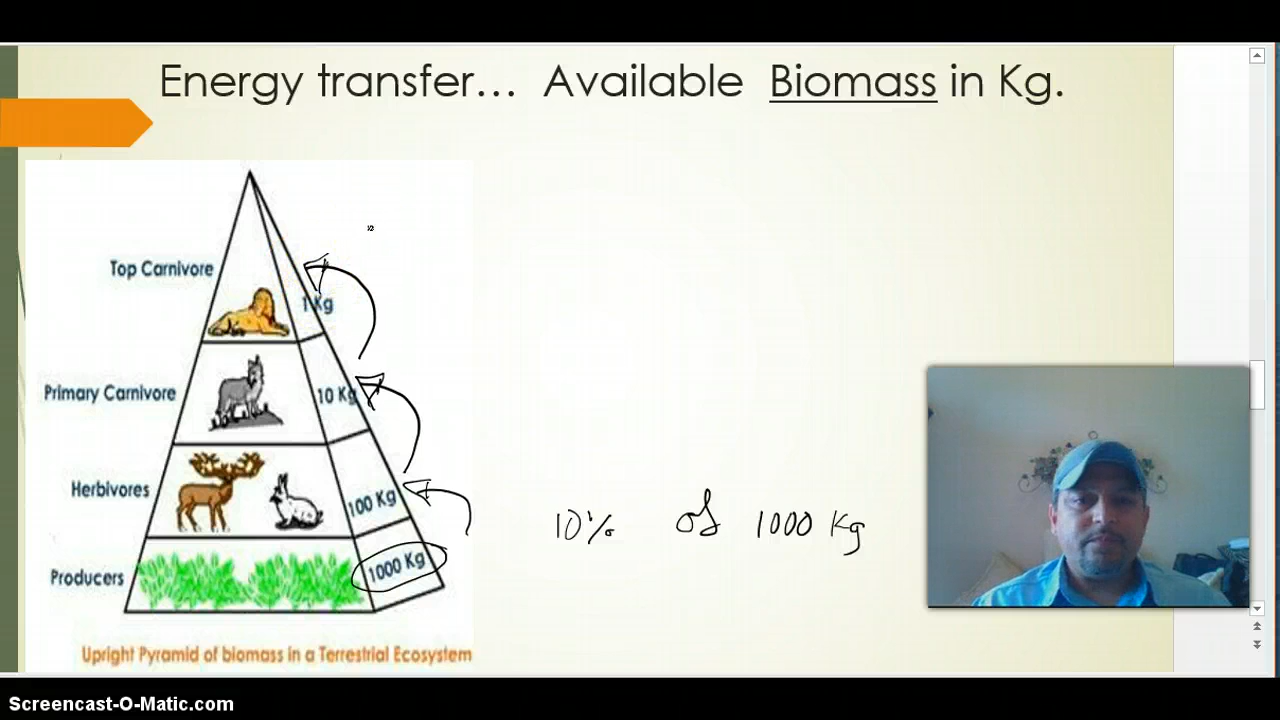 Energy transfer... Available Biomass in Kg.
Top Carnivore
1 Kg
Primary Carnivore
10 Kg
Herbivores
100 Kg
10% of 1000 Kg
Producers
1000 Kg
Upright Pyramid of biomass in a Terrestrial Ecosystem
Screencast-O-Matic.com